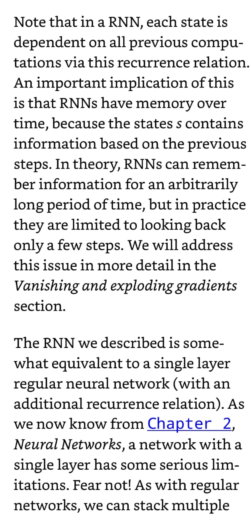 Note that in a RNN, each state is
dependent on all previous compu-
tations via this recurrence relation.
An important implication of this
is that RNNs have memory over
time, because the states s contains
information based on the previous
steps. In theory, RNNs can remem-
ber information for an arbitrarily
long period of time, but in practice
they are limited to looking back
only a few steps. We will address
this issue in more detail in the
Vanishing and exploding gradients
section.
The RNN we described is some-
what equivalent to a single layer
regular neural network (with an
additional recurrence relation). As
we now know from Chapter 2,
Neural Networks, a network with a
single layer has some serious lim-
itations. Fear not! As with regular
networks, we can stack multiple